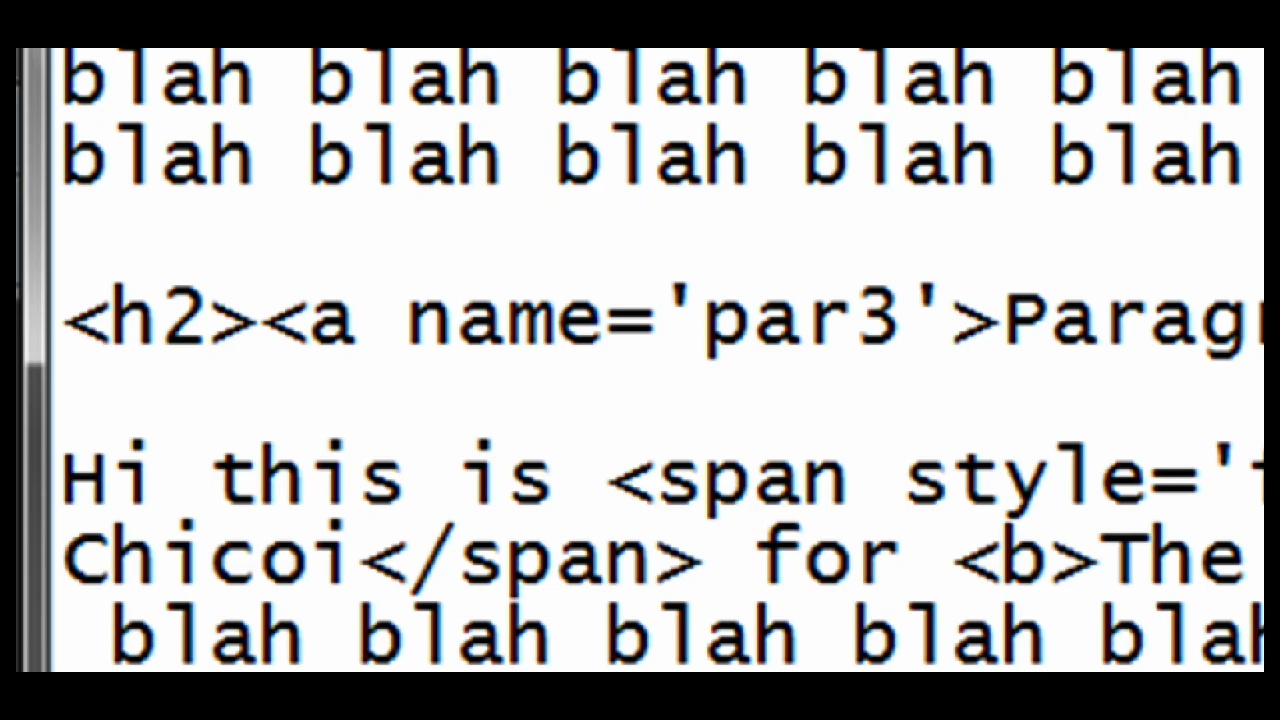 blah blah blah blah blah
blah blah blah blah blah
<h2><a name='par3'>Parag
Hi this is <span style='
Chicoi</span> for <b>The
blah blah blah blah blah